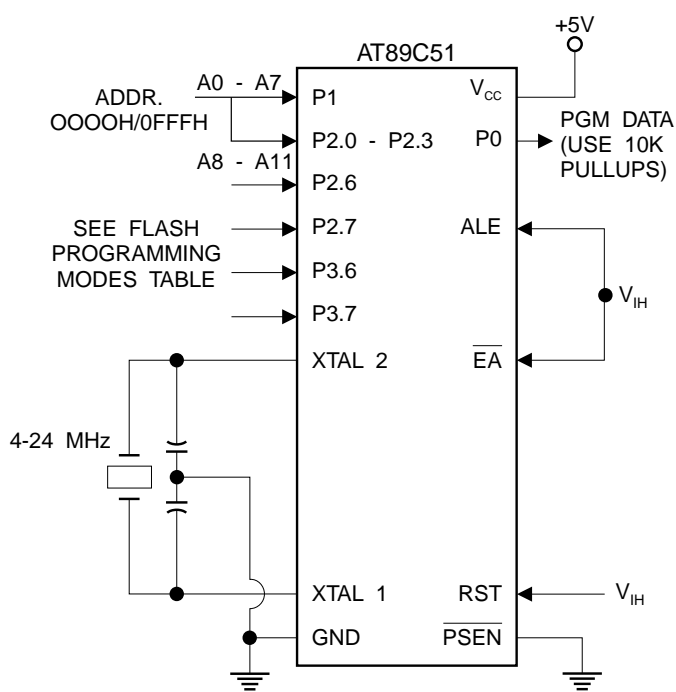 +5V
AT89C51
A0 - A7
ADDR.
OOOOH/0FFFH
P1
VCC
P2.0 - P2.3
P0
PGM DATA
(USE 10K
PULLUPS)
A8 - A11
P2.6
SEE FLASH
PROGRAMMING
MODES TABLE
P2.7
ALE
P3.6
VIH
P3.7
XTAL 2
EA
4-24 MHz
XTAL 1
RST
VIH
GND
PSEN